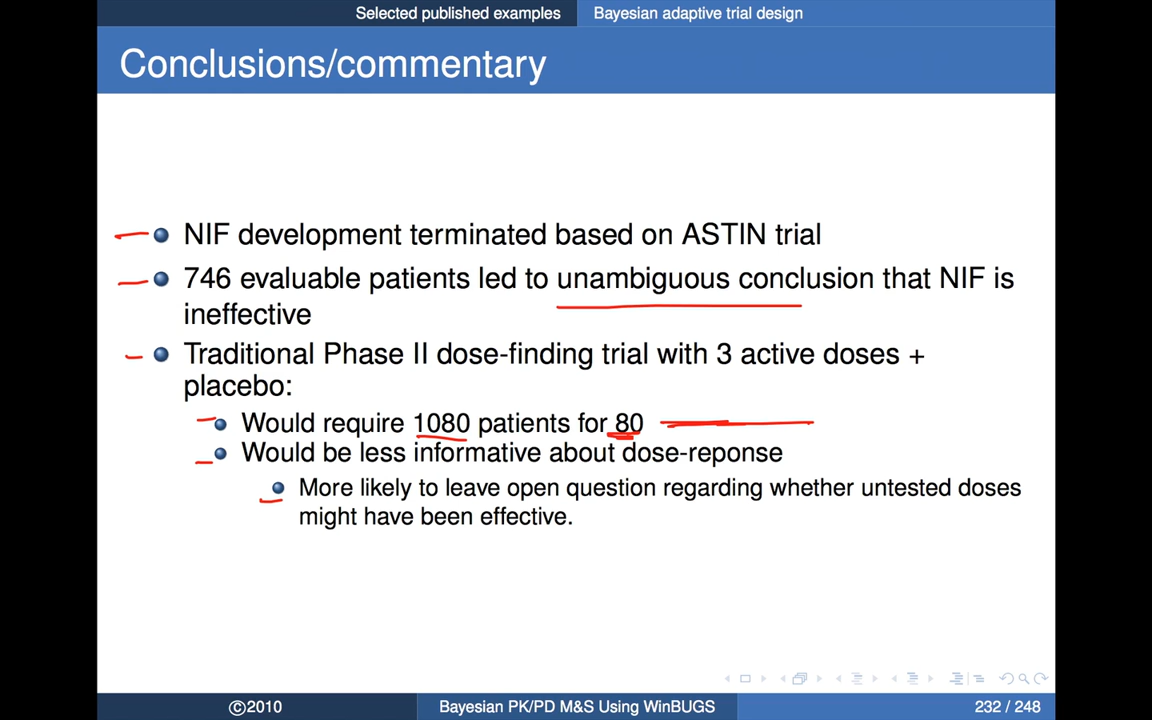 Selected published examples Bayesian adaptive trial design
Conclusions/commentary
NIF development terminated based on ASTIN trial
746 evaluable patients led to unambiguous conclusion that NIF is
ineffective
Traditional Phase II dose-finding trial with 3 active doses +
placebo:
Would require 1080 patients for 80
Would be less informative about dose-reponse
More likely to leave open question regarding whether untested doses
might have been effective.
©2010 Bayesian PK/PD M&S Using WinBUGS 232 / 248